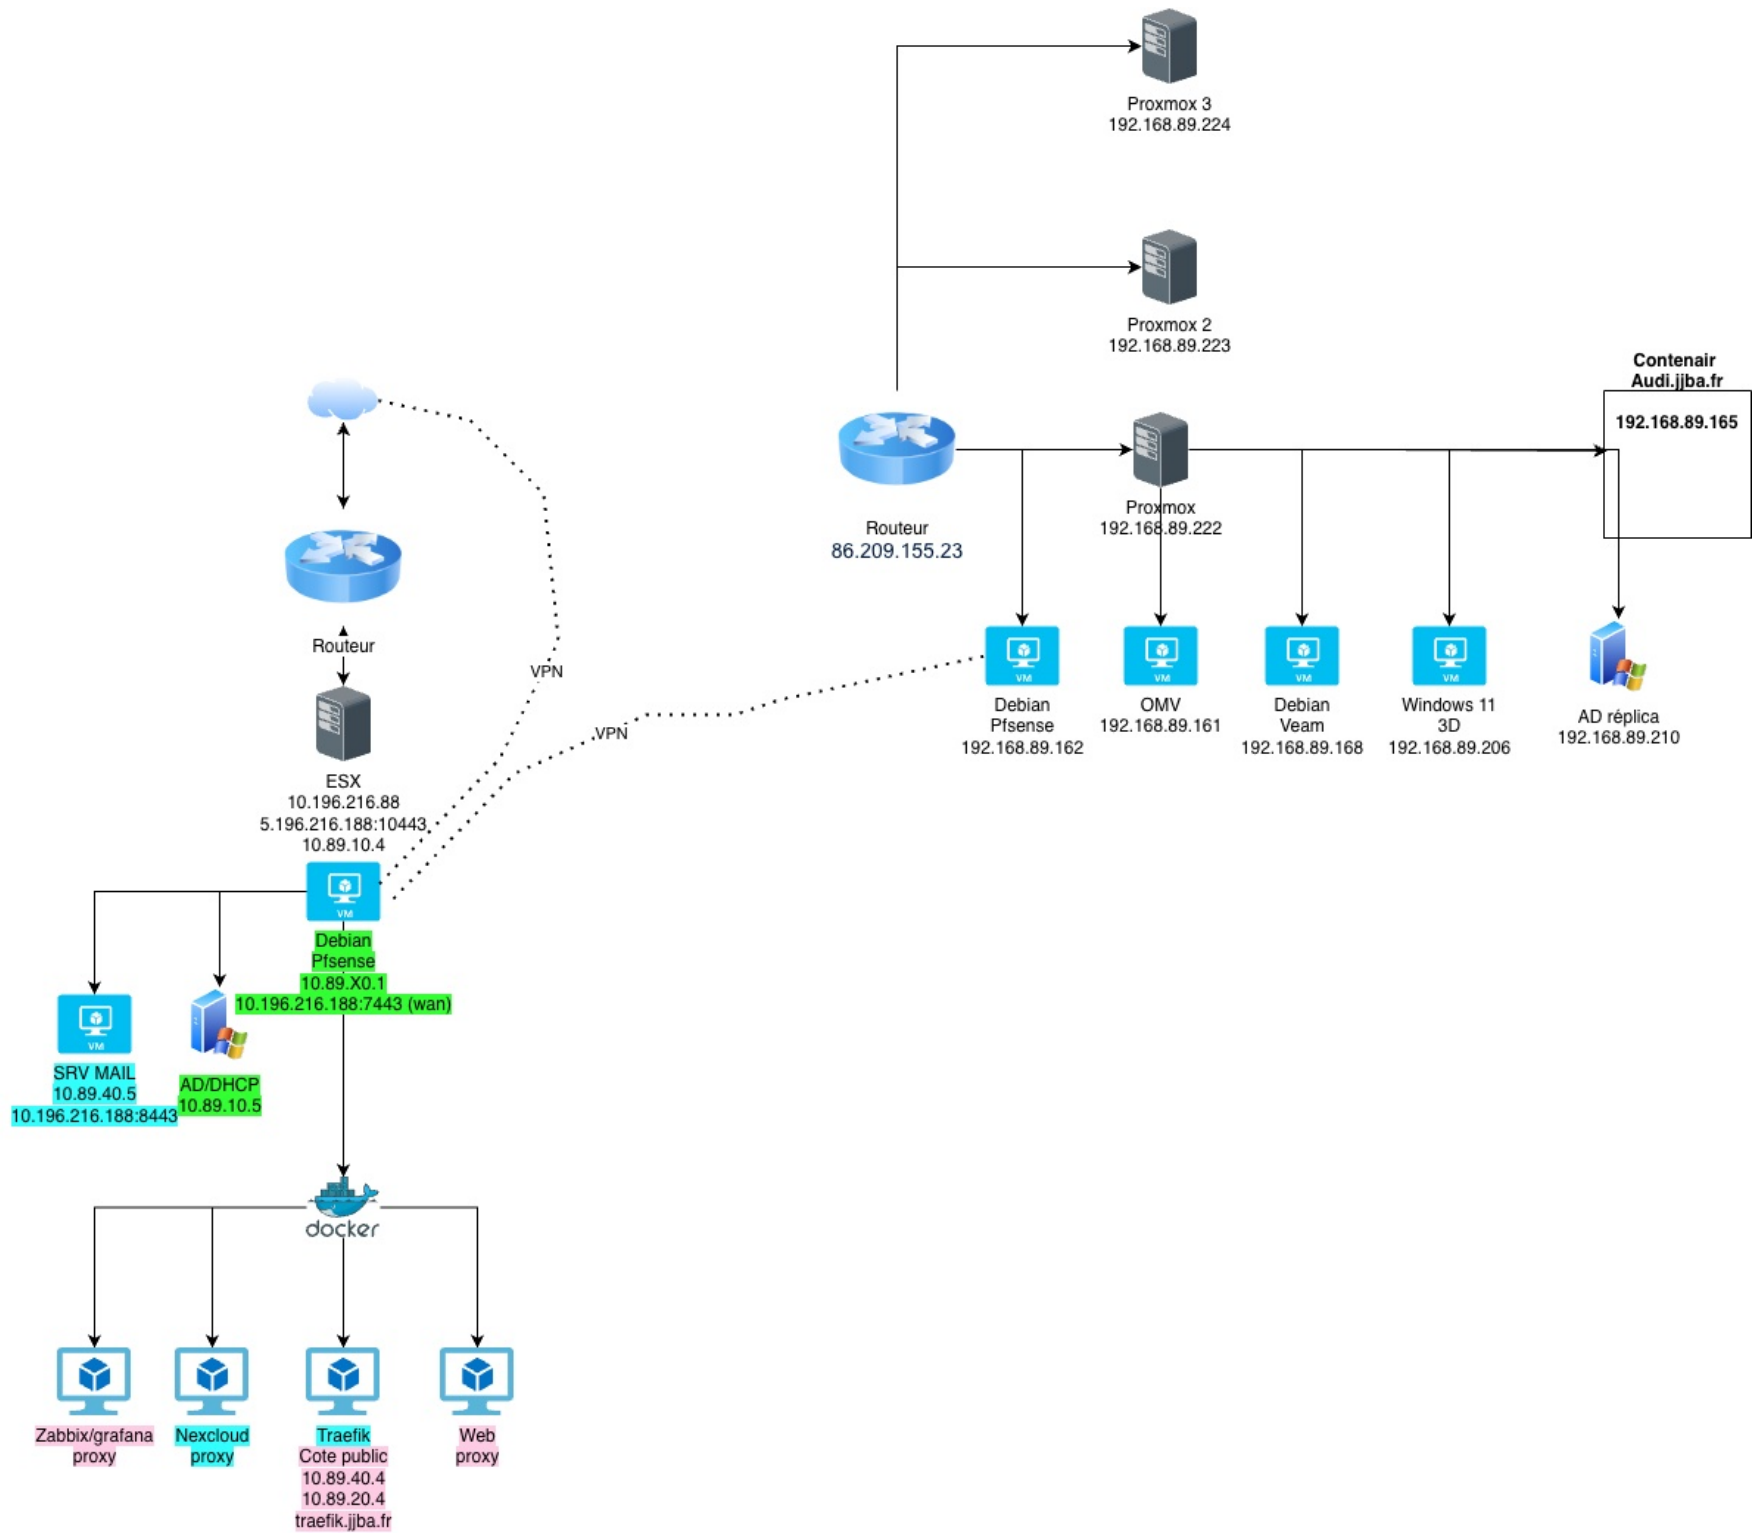 Proxmox 3
192.168.89.224
Proxmox 2
192.168.89.223
Contenair
Audi.jjba.fr
192.168.89.165
Routeur
86.209.155.23
Proxmox
192.168.89.222
Debian
Pfsense
192.168.89.162
OMV
192.168.89.161
Debian
Veam
192.168.89.168
Windows 11
3D
192.168.89.206
AD réplica
192.168.89.210
VM
VM
VM
VM
Routeur
VPN
VPN
ESX
10.196.216.88
5.196.216.188:10443
10.89.10.4
VM
Debian
Pfsense
10.89.X0.1
10.196.216.188:7443 (wan)
VM
SRV MAIL
10.89.40.5
10.196.216.188:8443
AD/DHCP
10.89.10.5
docker
Zabbix/grafana
proxy
Nexcloud
proxy
Traefik
Cote public
10.89.40.4
10.89.20.4
traefik.jjba.fr
Web
proxy